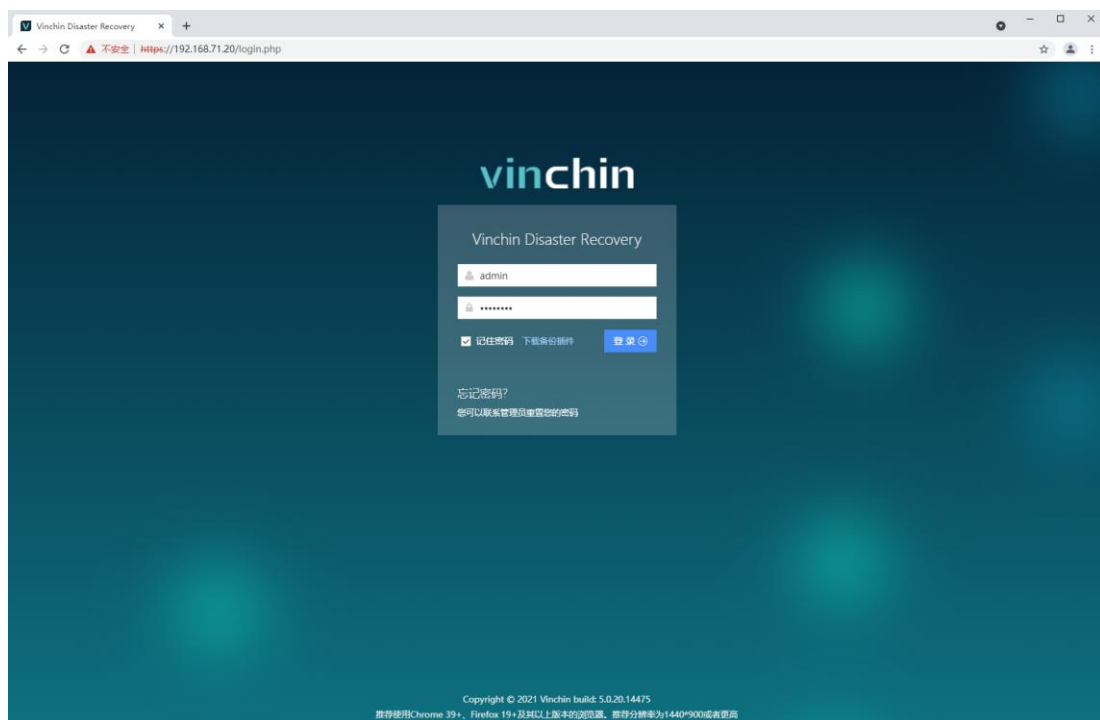 Vinchin Disaster Recovery
不安全 | https://192.168.71.20/login.php
vinchin
Vinchin Disaster Recovery
admin
••••••••
记住密码 下载备份插件 登录
忘记密码?
您可以联系管理员重置您的密码
Copyright © 2021 Vinchin build: 5.0.20.14475
推荐使用Chrome 39+、Firefox 19+及其以上版本的浏览器, 推荐分辨率为1440*900或者更高